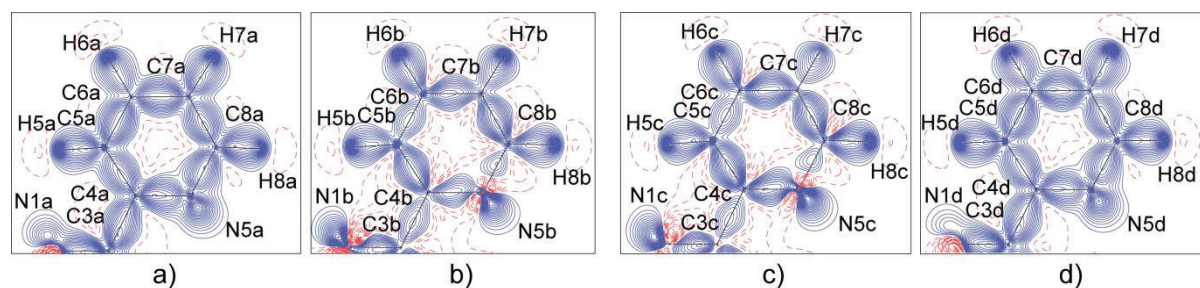 H6a H7a
C7a
C6a
C5a C8a
H5a
C4a H8a
N1a
C3a N5a
a)
H6b H7b
C7b
C6b
C5b C8b
H5b
C4b H8b
N1b
C3b N5b
b)
H6c H7c
C7c
C6c
C5c C8c
H5c
C4c H8c
N1c
C3c N5c
c)
H6d H7d
C7d
C6d
C5d C8d
H5d
C4d H8d
N1d
C3d N5d
d)